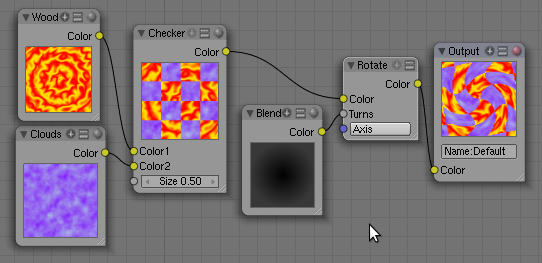 Wood
Color
Clouds
Color
Checker
Color
Color1
Color2
Size 0.50
Blend
Color
Rotate
Color
Color
Turns
Axis
Output
Name:Default
Color